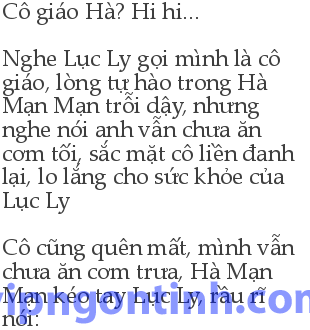 Cô giáo Hà? Hi hi...
Nghe Lục Ly gọi mình là cô
giáo, lòng tự hào trong Hà
Mạn Mạn trỗi dậy, nhưng
nghe nói anh vẫn chưa ăn
cơm tối, sắc mặt cô liền đanh
lại, lo lắng cho sức khỏe của
Lục Ly
Cô cũng quên mất, mình vẫn
chưa ăn cơm trưa, Hà Mạn
Mạn kéo tay Lục Ly, rầu rĩ
nói:
vipngontinh.com